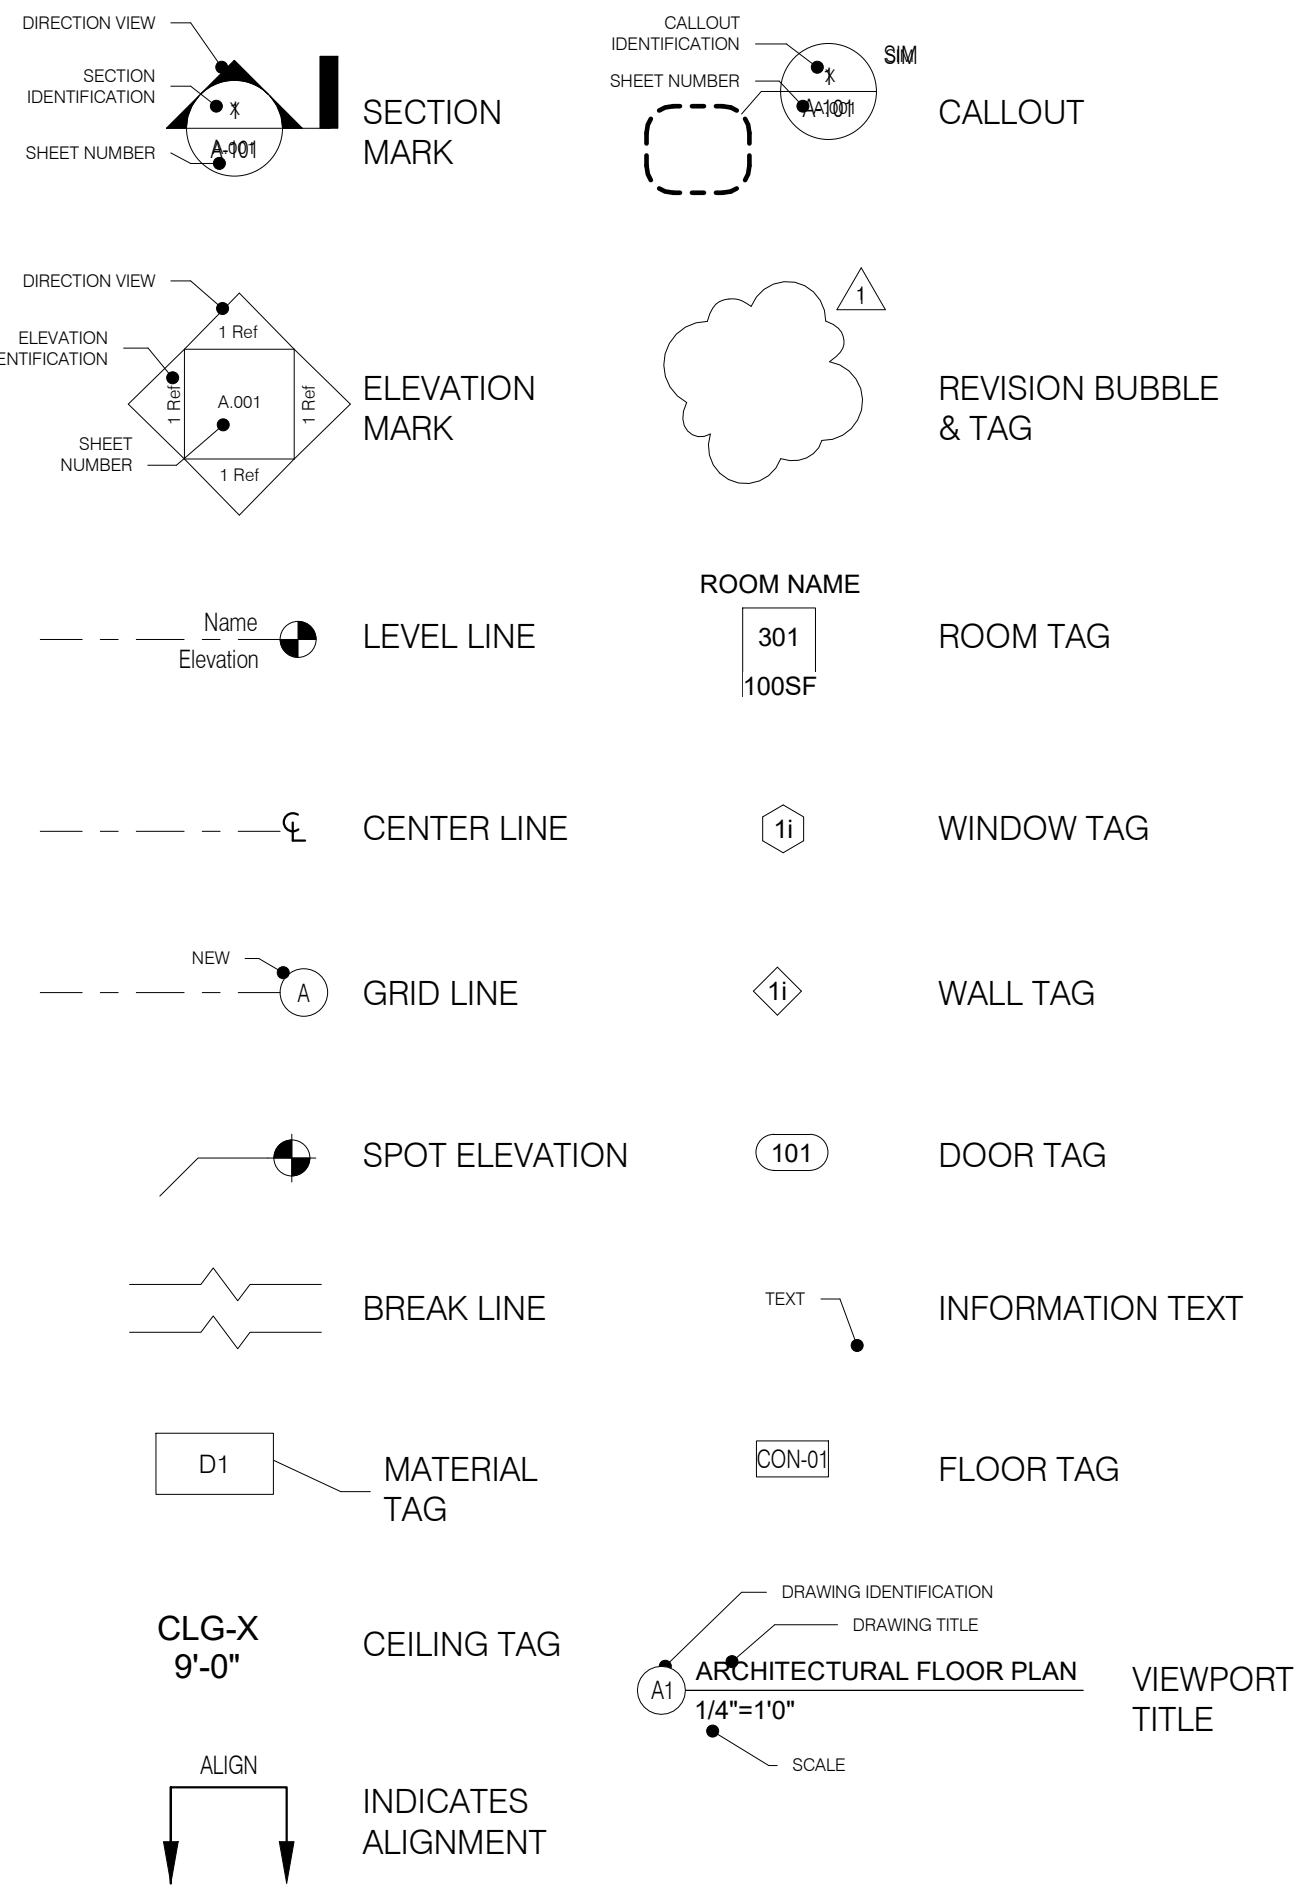 DIRECTION VIEW
SECTION
IDENTIFICATION
SHEET NUMBER
SECTION
MARK
CALLOUT
IDENTIFICATION
SHEET NUMBER
SIM
CALLOUT
DIRECTION VIEW
1 Ref
ELEVATION
ENTIFICATION
1 Ref
A.001
1 Ref
SHEET
NUMBER
1 Ref
ELEVATION
MARK
1
REVISION BUBBLE
& TAG
Name
Elevation
LEVEL LINE
ROOM NAME
301
100SF
ROOM TAG
CENTER LINE
1i
WINDOW TAG
NEW
A
GRID LINE
1i
WALL TAG
SPOT ELEVATION
101
DOOR TAG
BREAK LINE
TEXT
INFORMATION TEXT
D1
MATERIAL
TAG
CON-01
FLOOR TAG
CLG-X
9'-0"
CEILING TAG
DRAWING IDENTIFICATION
DRAWING TITLE
A1
ARCHITECTURAL FLOOR PLAN
1/4"=1'0"
SCALE
VIEWPORT
TITLE
ALIGN
INDICATES
ALIGNMENT